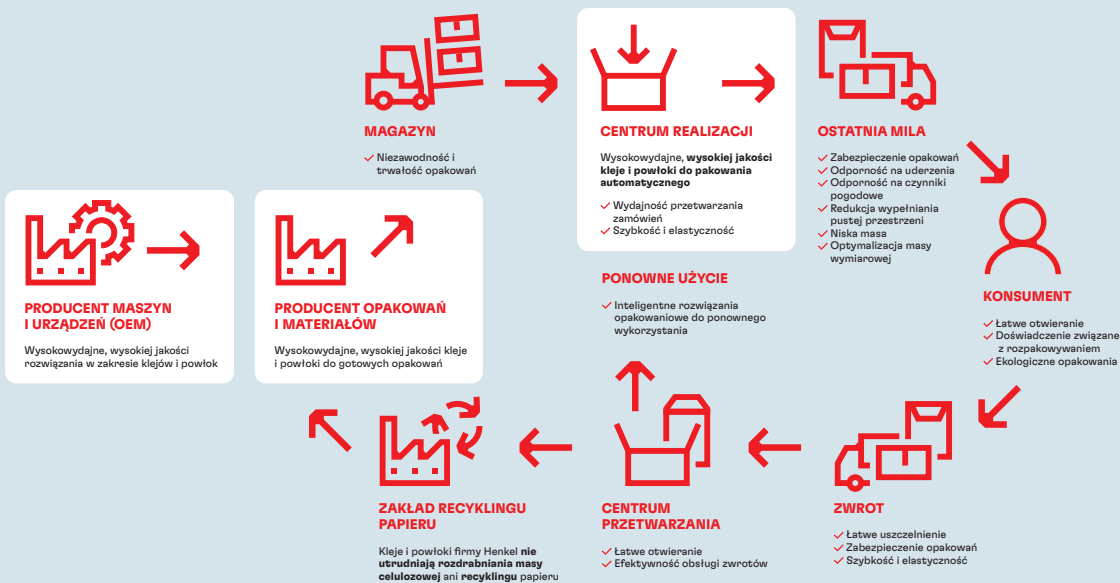 MAGAZYN
Niezawodność i
trwałość opakowań
CENTRUM REALIZACJI
Wysokowydajne, wysokiej jakości
kleje i powłoki do pakowania
automatycznego
Wydajność przetwarzania
zamówień
Szybkość i elastyczność
OSTATNIA MILA
Zabezpieczenie opakowań
Odporność na uderzenia
Odporność na czynniki
pogodowe
Redukcja wypełniania
pustej przestrzeni
Niska masa
Optymalizacja masy
wymiarowej
PRODUCENT MASZYN
I URZĄDZEŃ (OEM)
Wysokowydajne, wysokiej jakości
rozwiązania w zakresie klejów i powłok
PRODUCENT OPAKOWAŃ
I MATERIAŁÓW
Wysokowydajne, wysokiej jakości kleje
i powłoki do gotowych opakowań
PONOWNE UŻYCIE
Inteligentne rozwiązania
opakowaniowe do ponownego
wykorzystania
KONSUMENT
Łatwe otwieranie
Doświadczenie związane
z rozpakowywaniem
Ekologiczne opakowania
ZAKŁAD RECYKLINGU
PAPIERU
Kleje i powłoki firmy Henkel nie
utrudniają rozdrabniania masy
celulozowej ani recyklingu papieru
CENTRUM
PRZETWARZANIA
Łatwe otwieranie
Efektywność obsługi zwrotów
ZWROT
Łatwe uszczelnienie
Zabezpieczenie opakowań
Szybkość i elastyczność